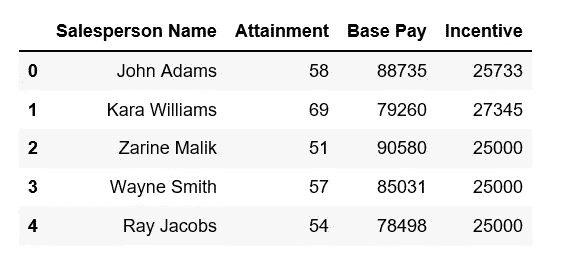 Salesperson Name Attainment Base Pay Incentive
0 John Adams 58 88735 25733
1 Kara Williams 69 79260 27345
2 Zarine Malik 51 90580 25000
3 Wayne Smith 57 85031 25000
4 Ray Jacobs 54 78498 25000